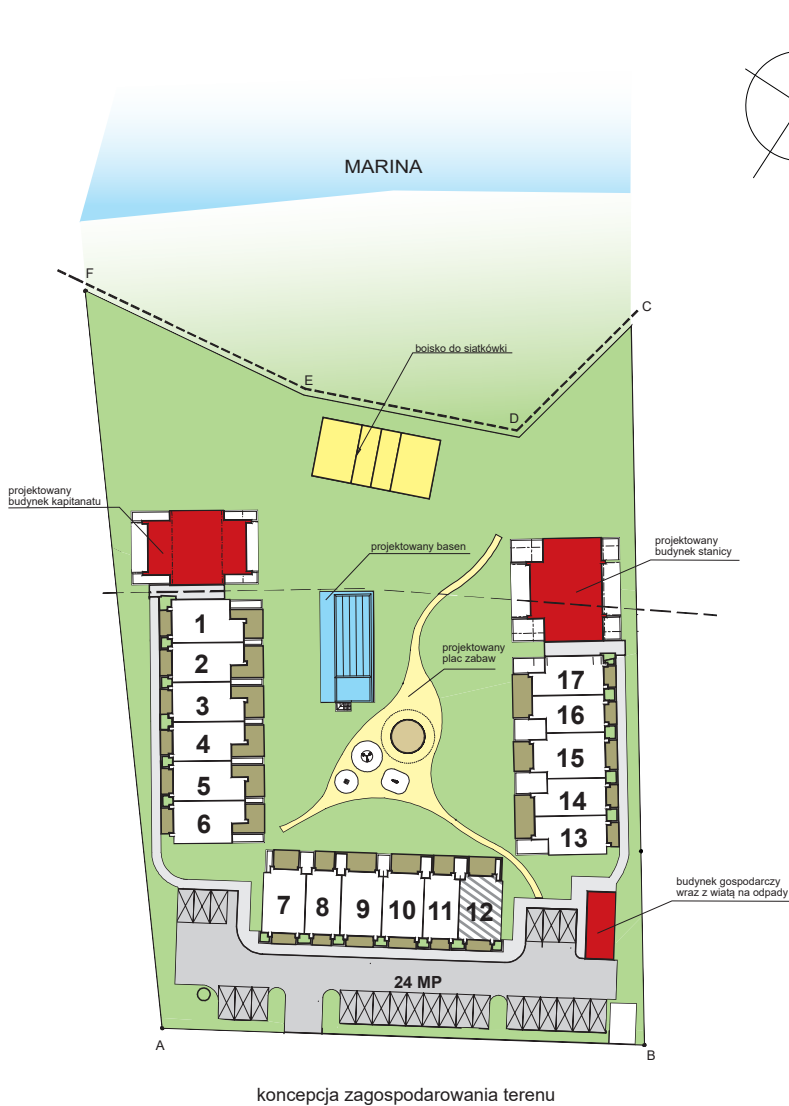 MARINA
F
C
boisko do siatkówki
E
D
projektowany
budynek kapitanatu
projektowany basen
projektowany
budynek stanicy
projektowany
plac zabaw
1
2
3
4
5
6
17
16
15
14
13
7
8
9
10
11
12
budynek gospodarczy
wraz z wiatą na odpady
24 MP
A
B
koncepcja zagospodarowania terenu